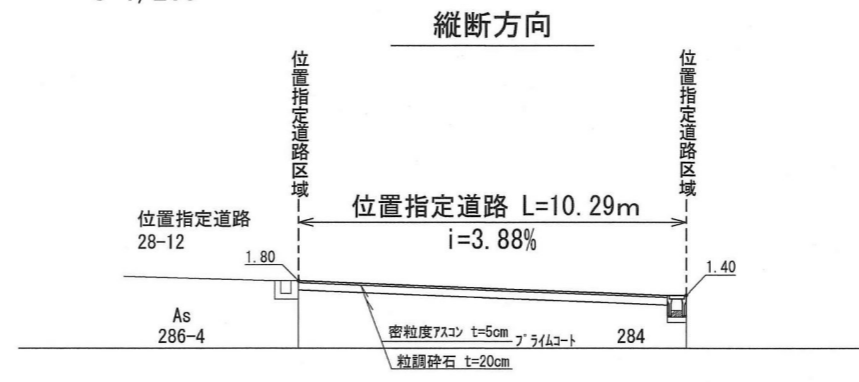 縦断方向
位置指定道路区域
位置指定道路区域
位置指定道路 L=10.29m
i=3.88%
位置指定道路
28-12
1.80
1.40
As
286-4
密粒度アスコン t=5cm
プライムコート
284
粒調砕石 t=20cm